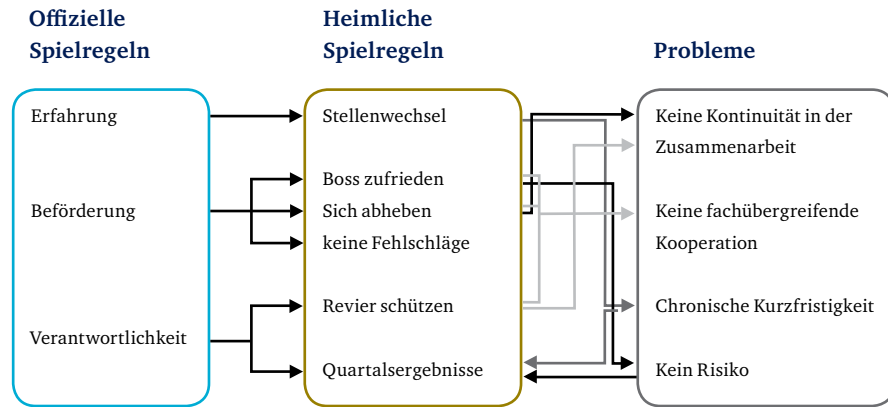 Offizielle
Spielregeln
Heimliche
Spielregeln
Probleme
Erfahrung
Beförderung
Verantwortlichkeit
Stellenwechsel
Boss zufrieden
Sich abheben
keine Fehlschläge
Revier schützen
Quartalsergebnisse
Keine Kontinuität in der
Zusammenarbeit
Keine fachübergreifende
Kooperation
Chronische Kurzfristigkeit
Kein Risiko